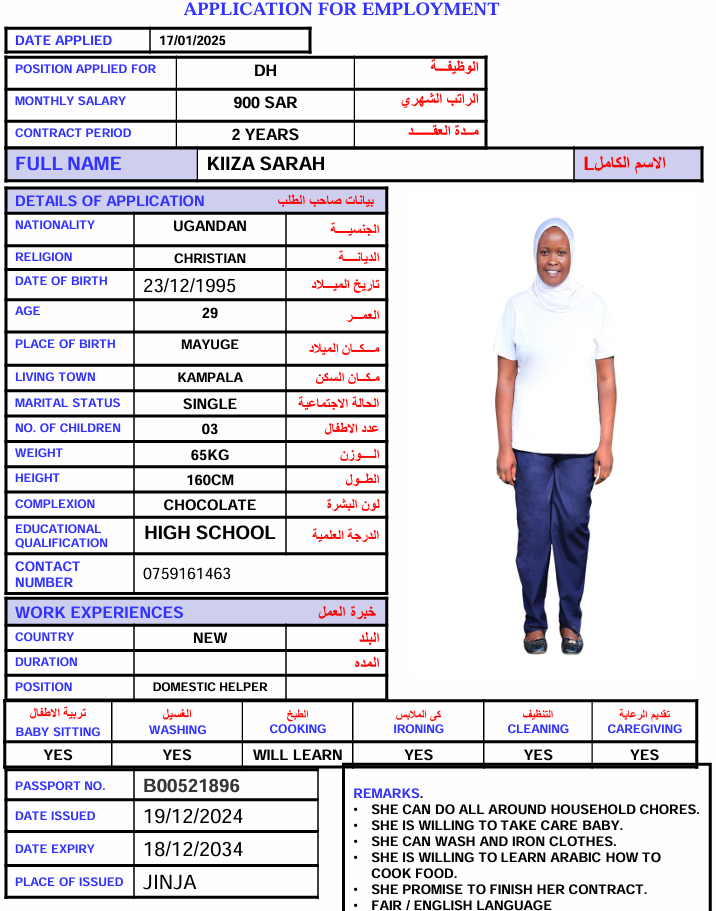 APPLICATION FOR EMPLOYMENT
DATE APPLIED 17/01/2025
POSITION APPLIED FOR DH الوظيفـــة
MONTHLY SALARY 900 SAR الراتب الشهري
CONTRACT PERIOD 2 YEARS مـدة العقـــد
FULL NAME KIIZA SARAH الاسم الكاملL
DETAILS OF APPLICATION بيانات صاحب الطلب
NATIONALITY UGANDAN الجنسيـــة
RELIGION CHRISTIAN الديانـــة
DATE OF BIRTH 23/12/1995 تاريخ الميـــلاد
AGE 29 العمـــر
PLACE OF BIRTH MAYUGE مـــكـــان الميلاد
LIVING TOWN KAMPALA مـكـــان السكن
MARITAL STATUS SINGLE الحالة الاجتماعية
NO. OF CHILDREN 03 عدد الاطفال
WEIGHT 65KG الـــوزن
HEIGHT 160CM الطـــول
COMPLEXION CHOCOLATE لون البشرة
EDUCATIONAL QUALIFICATION HIGH SCHOOL الدرجة العلمية
CONTACT NUMBER 0759161463
WORK EXPERIENCES خبرة العمل
COUNTRY NEW البلد
DURATION المده
POSITION DOMESTIC HELPER
تربية الاطفال الغسيل الطبخ كى الملابس التنظيف تقديم الرعاية
BABY SITTING WASHING COOKING IRONING CLEANING CAREGIVING
YES YES WILL LEARN YES YES YES
PASSPORT NO. B00521896
DATE ISSUED 19/12/2024
DATE EXPIRY 18/12/2034
PLACE OF ISSUED JINJA
REMARKS.
• SHE CAN DO ALL AROUND HOUSEHOLD CHORES.
• SHE IS WILLING TO TAKE CARE BABY.
• SHE CAN WASH AND IRON CLOTHES.
• SHE IS WILLING TO LEARN ARABIC HOW TO
COOK FOOD.
• SHE PROMISE TO FINISH HER CONTRACT.
• FAIR / ENGLISH LANGUAGE